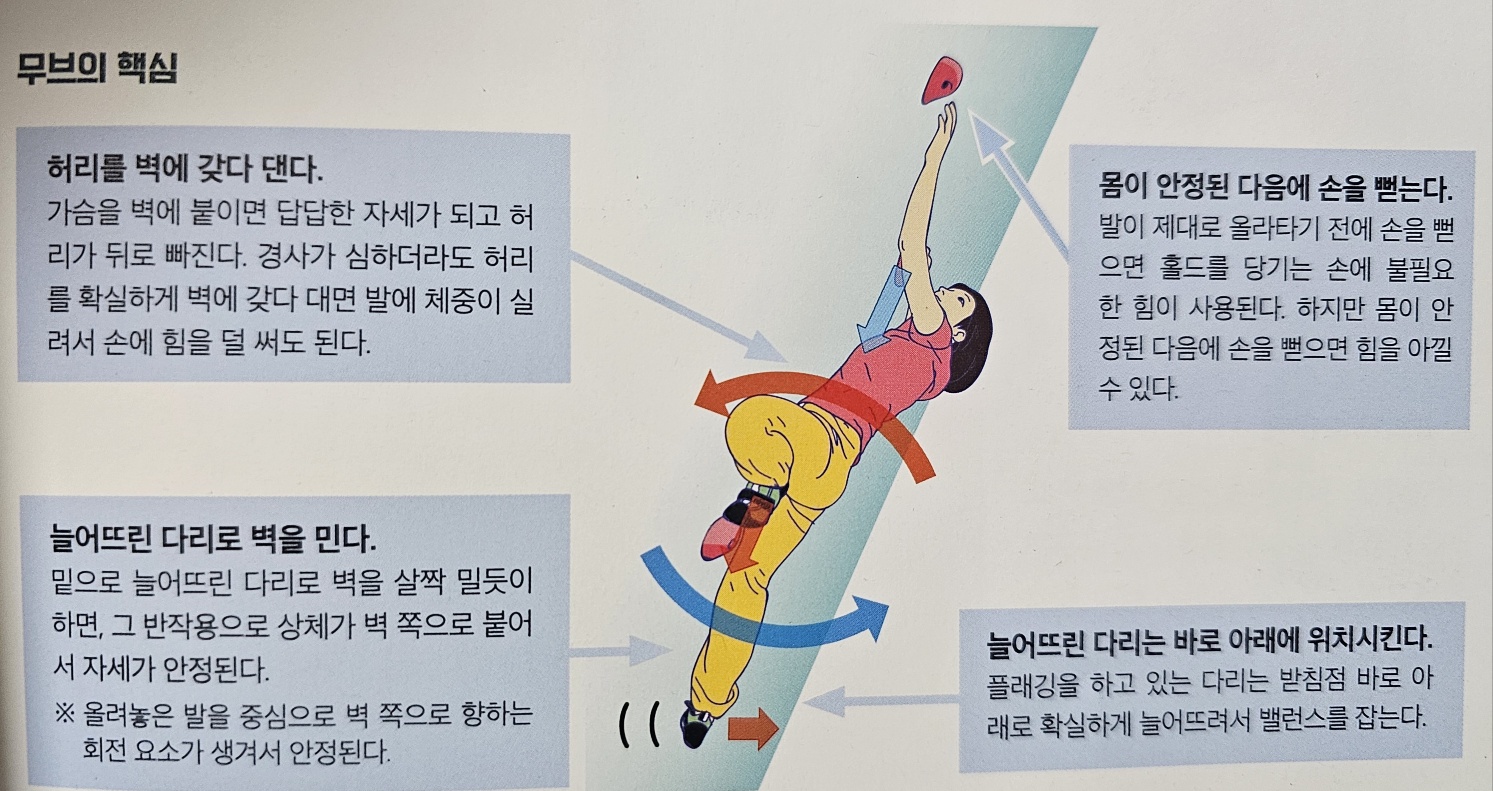 무브의 핵심
허리를 벽에 갖다 댄다.
가슴을 벽에 붙이면 답답한 자세가 되고 허
리가 뒤로 빠진다. 경사가 심하더라도 허리
를 확실하게 벽에 갖다 대면 발에 체중이 실
려서 손에 힘을 덜 써도 된다.
몸이 안정된 다음에 손을 뻗는다.
발이 제대로 올라타기 전에 손을 뻗
으면 홀드를 당기는 손에 불필요
한 힘이 사용된다. 하지만 몸이 안
정된 다음에 손을 뻗으면 힘을 아낄
수 있다.
늘어뜨린 다리로 벽을 민다.
밑으로 늘어뜨린 다리로 벽을 살짝 밀듯이
하면, 그 반작용으로 상체가 벽 쪽으로 붙어
서 자세가 안정된다.
※ 올려놓은 발을 중심으로 벽 쪽으로 향하는
회전 요소가 생겨서 안정된다.
늘어뜨린 다리는 바로 아래에 위치시킨다.
플래깅을 하고 있는 다리는 받침점 바로 아
래로 확실하게 늘어뜨려서 밸런스를 잡는다.